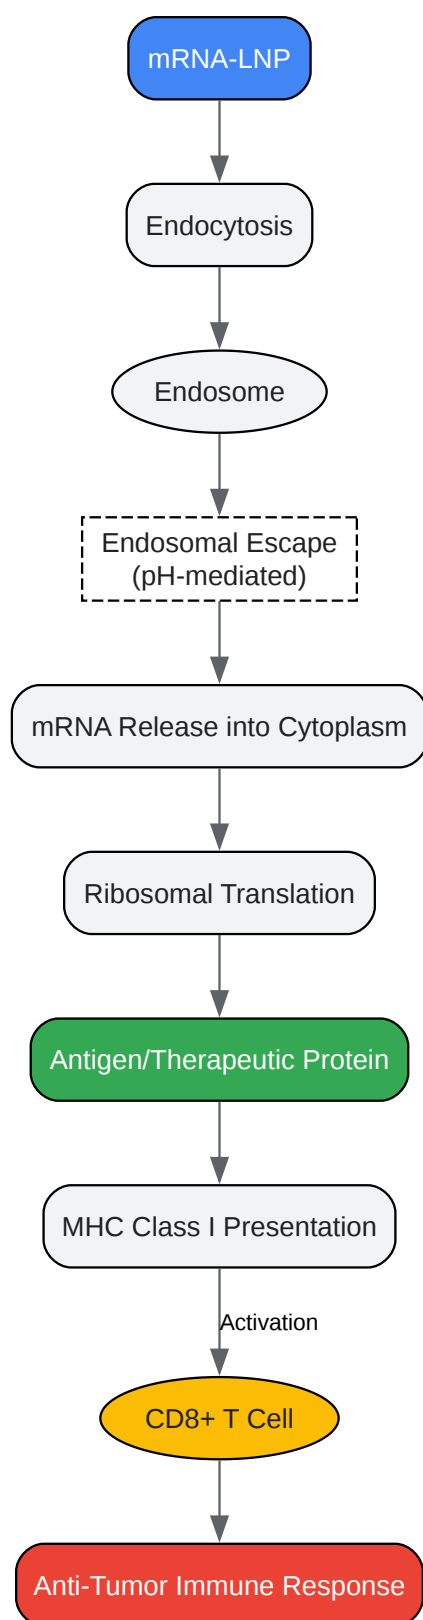 mRNA-LNP
Endocytosis
Endosome
Endosomal Escape
(pH-mediated)
mRNA Release into Cytoplasm
Ribosomal Translation
Antigen/Therapeutic Protein
MHC Class I Presentation
Activation
CD8+ T Cell
Anti-Tumor Immune Response